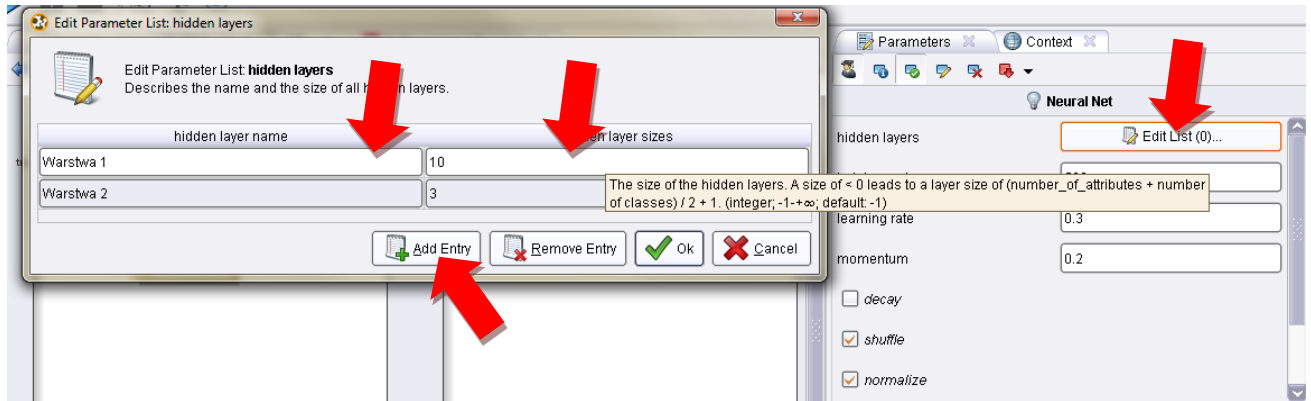 Edit Parameter List: hidden layers
Edit Parameter List: hidden layers
Describes the name and the size of all layers.
hidden layer name
layer sizes
Warstwa 1
10
Warstwa 2
3
The size of the hidden layers. A size of < 0 leads to a layer size of (number_of_attributes + number
of classes) / 2 + 1. (integer; -1-+∞; default: -1)
Add Entry
Remove Entry
Ok
Cancel
Parameters
Context
Neural Net
hidden layers
Edit List (0)...
learning rate
0.3
momentum
0.2
decay
shuffle
normalize